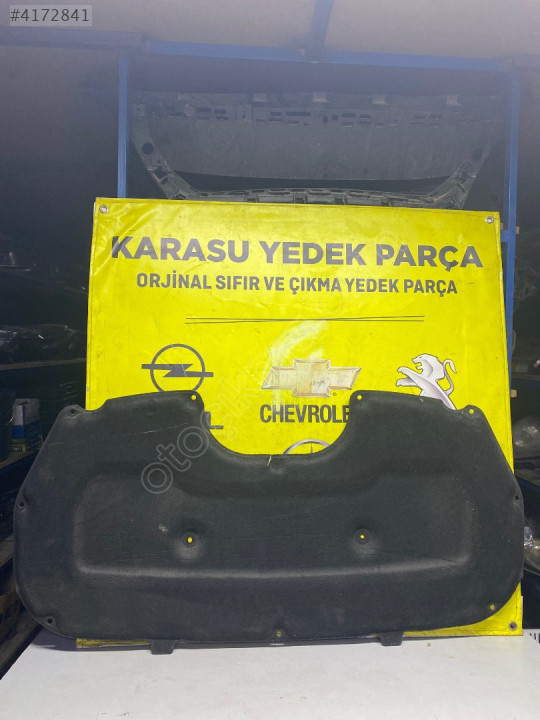 #4172841
KARASU YEDEK PARÇA
ORJİNAL SIFIR VE ÇIKMA YEDEK PARÇA
CHEVROLE